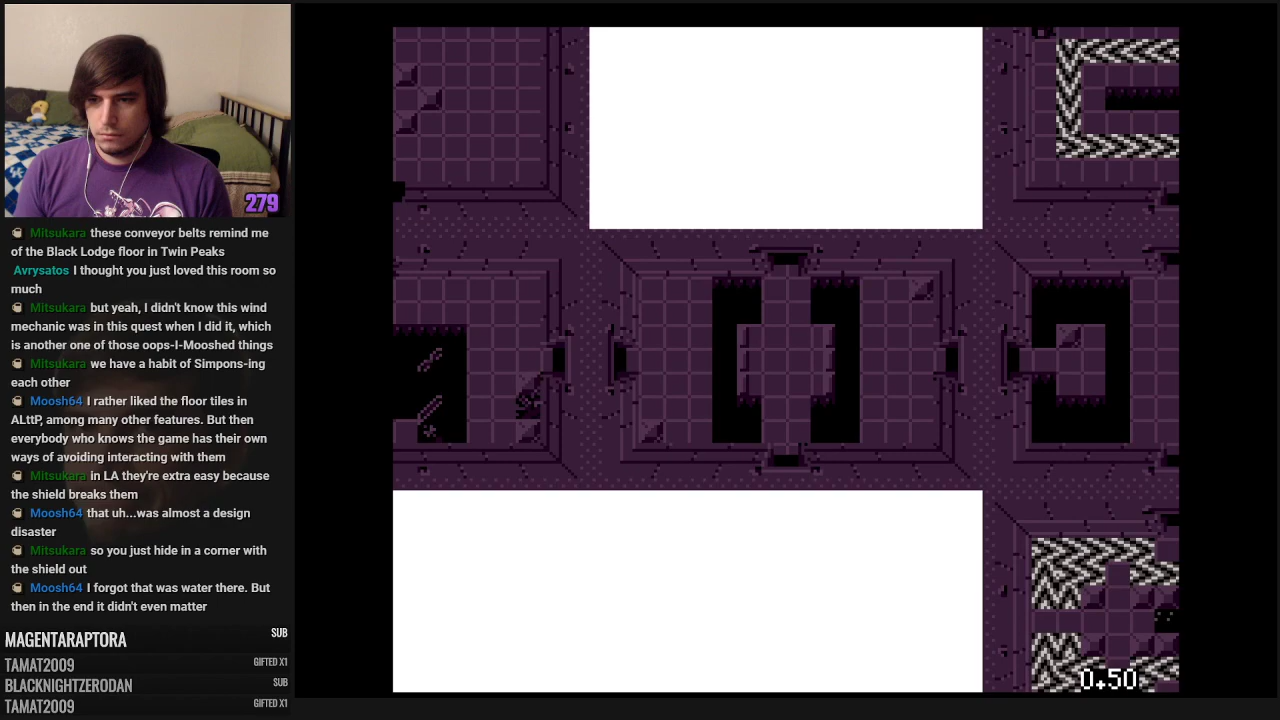 279
Mitsukara these conveyor belts remind me
of the Black Lodge floor in Twin Peaks
Avrysatos I thought you just loved this room so
much
Mitsukara but yeah, I didn't know this wind
mechanic was in this quest when I did it, which
is another one of those oops-I-Mooshed things
Mitsukara we have a habit of Simpons-ing
each other
Moosh64 I rather liked the floor tiles in
ALttP, among many other features. But then
everybody who knows the game has their own
ways of avoiding interacting with them
Mitsukara in LA they're extra easy because
the shield breaks them
Moosh64 that uh...was almost a design
disaster
Mitsukara so you just hide in a corner with
the shield out
Moosh64 I forgot that was water there. But
then in the end it didn't even matter
MAGENTARAPTORA SUB
TAMAT2009 GIFTED X1
BLACKNIGHTZERODAN SUB
TAMAT2009 GIFTED X1
0.50